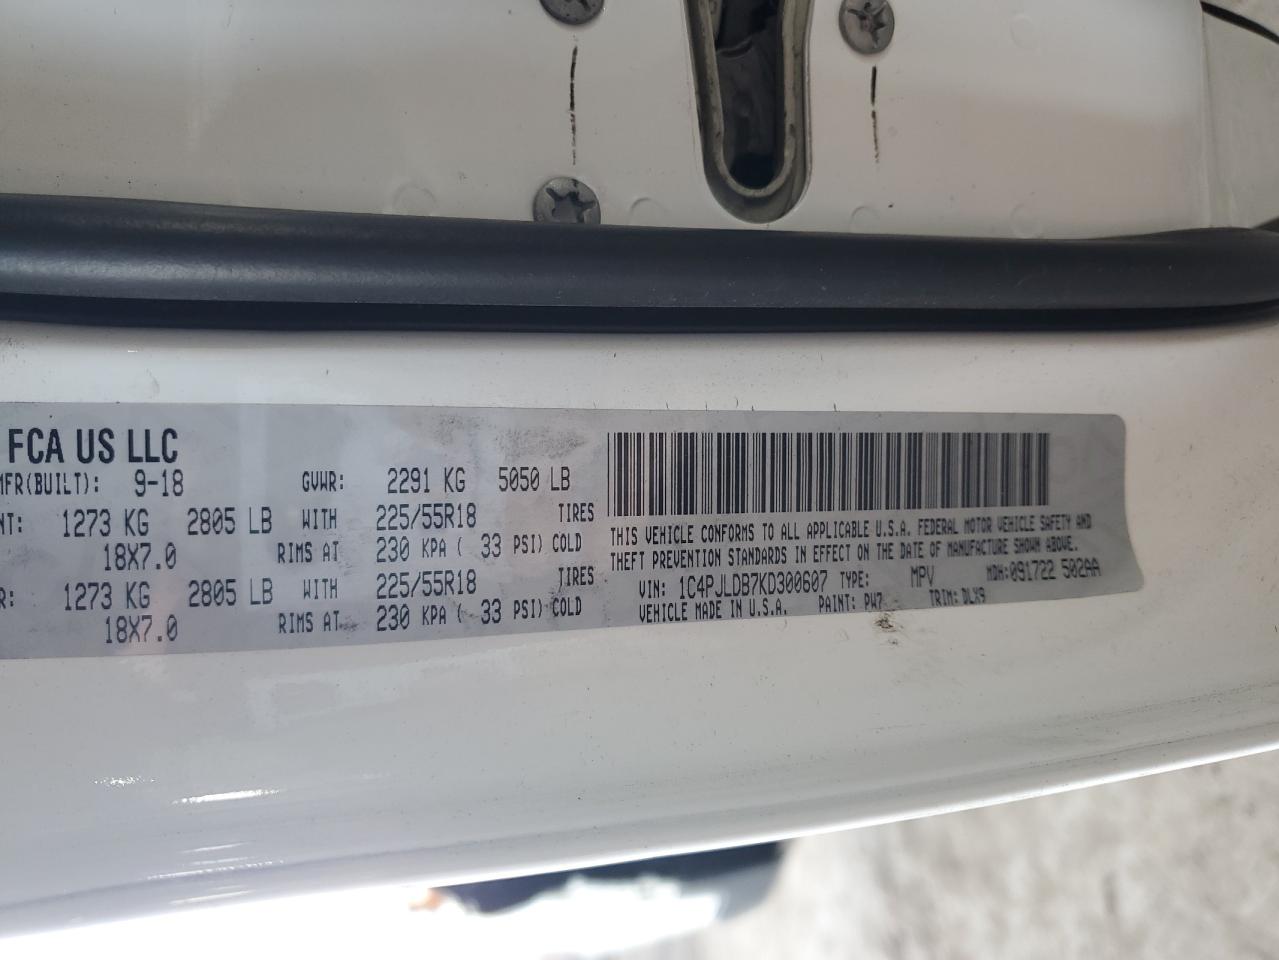 FCA US LLC
MFR(BUILT): 9-18 GVWR: 2291 KG 5050 LB
NT: 1273 KG 2805 LB WITH 225/55R18 TIRES
18X7.0 RIMS AT 230 KPA ( 33 PSI) COLD
R: 1273 KG 2805 LB WITH 225/55R18 TIRES
18X7.0 RIMS AT 230 KPA ( 33 PSI) COLD
THIS VEHICLE CONFORMS TO ALL APPLICABLE U.S.A. FEDERAL MOTOR VEHICLE SAFETY AND
THEFT PREVENTION STANDARDS IN EFFECT ON THE DATE OF MANUFACTURE SHOWN ABOVE.
VIN: 1C4PJLDB7KD300607 TYPE: MPV MDH:091722 502AA
VEHICLE MADE IN U.S.A. PAINT: PW7 TRIM: DLX9